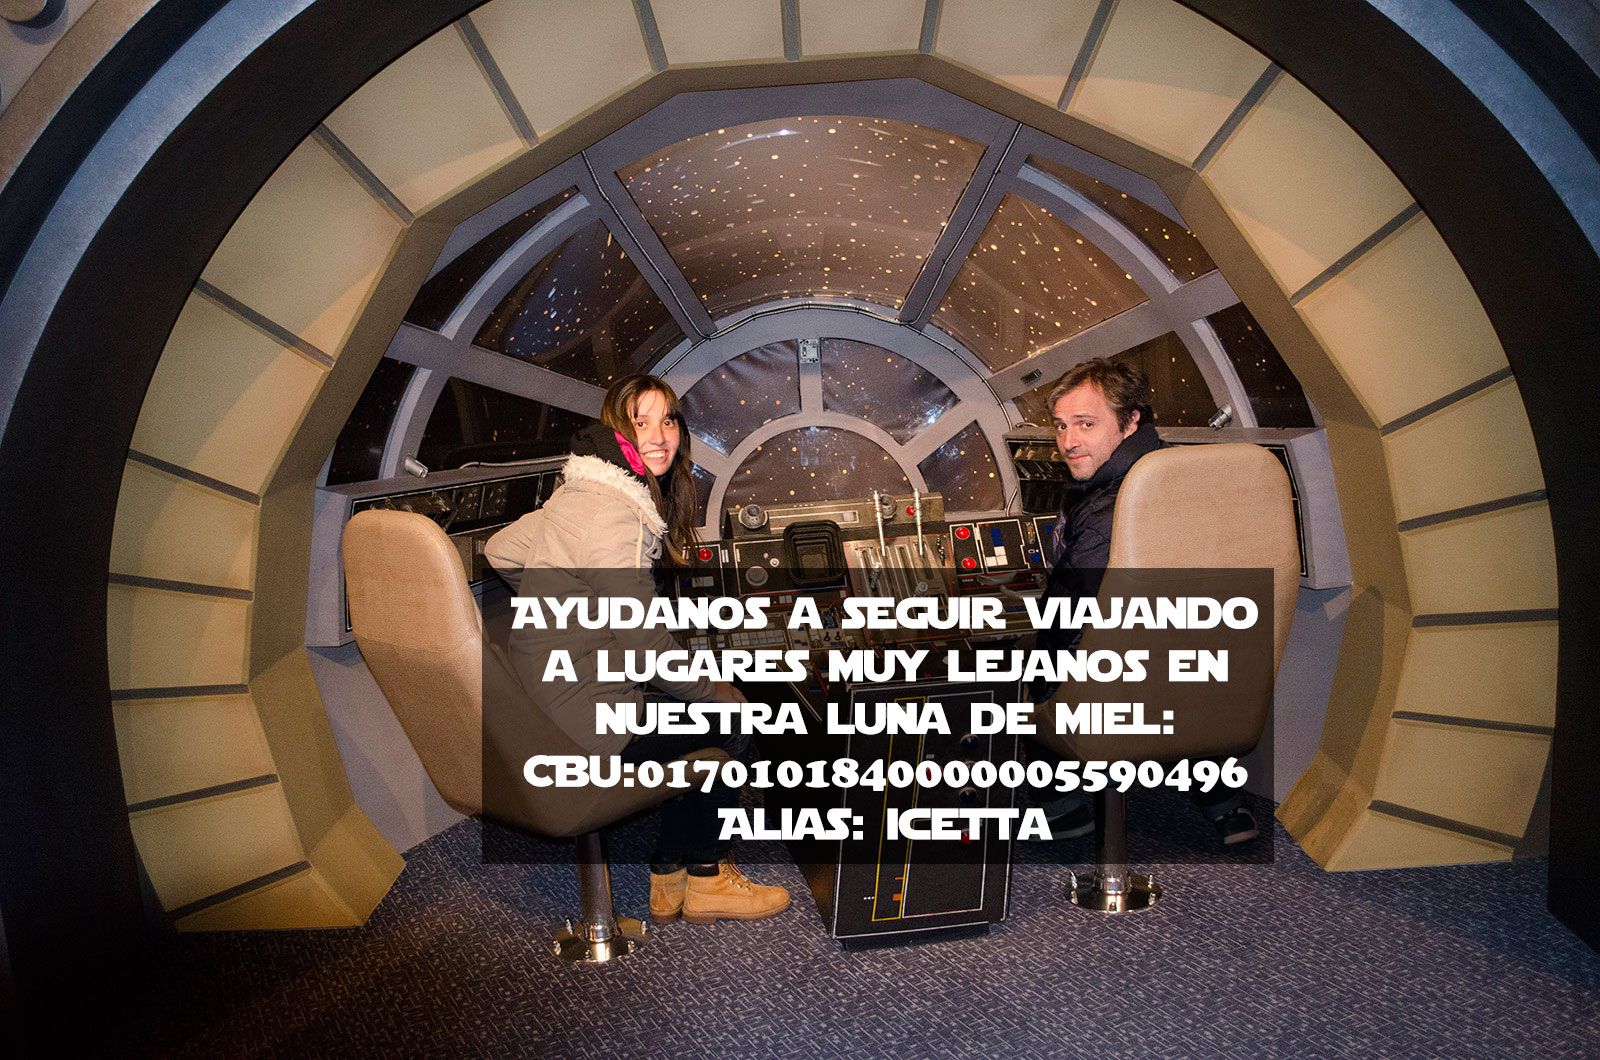 AYUDANOS A SEGUIR VIAJANDO
A LUGARES MUY LEJANOS EN
NUESTRA LUNA DE MIEL:
CBU:0170101840000005590496
ALIAS: ICETTA